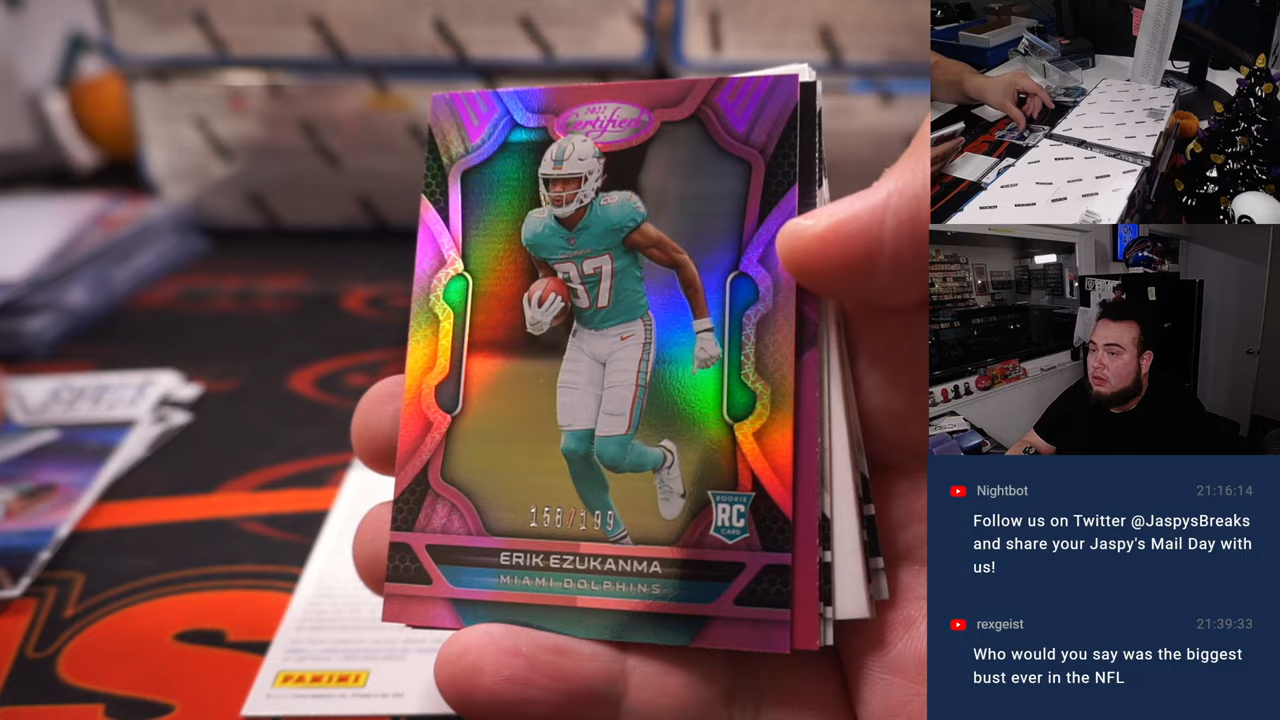 2022
Certified
87
158/199
ROOKIE
RC
CARD
ERIK EZUKANMA
MIAMI DOLPHINS
PANINI
Nightbot 21:16:14
Follow us on Twitter @JaspysBreaks
and share your Jaspy's Mail Day with
us!
rexgeist 21:39:33
Who would you say was the biggest
bust ever in the NFL